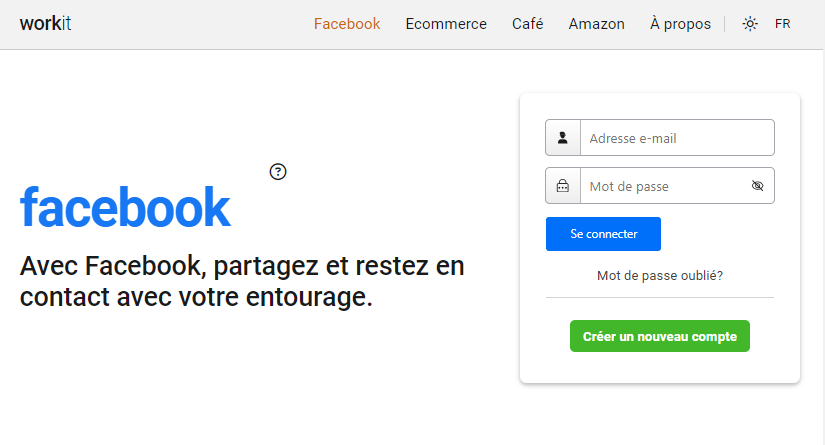 workit
Facebook Ecommerce Café Amazon À propos FR
facebook
Avec Facebook, partagez et restez en
contact avec votre entourage.
Adresse e-mail
Mot de passe
Se connecter
Mot de passe oublié?
Créer un nouveau compte